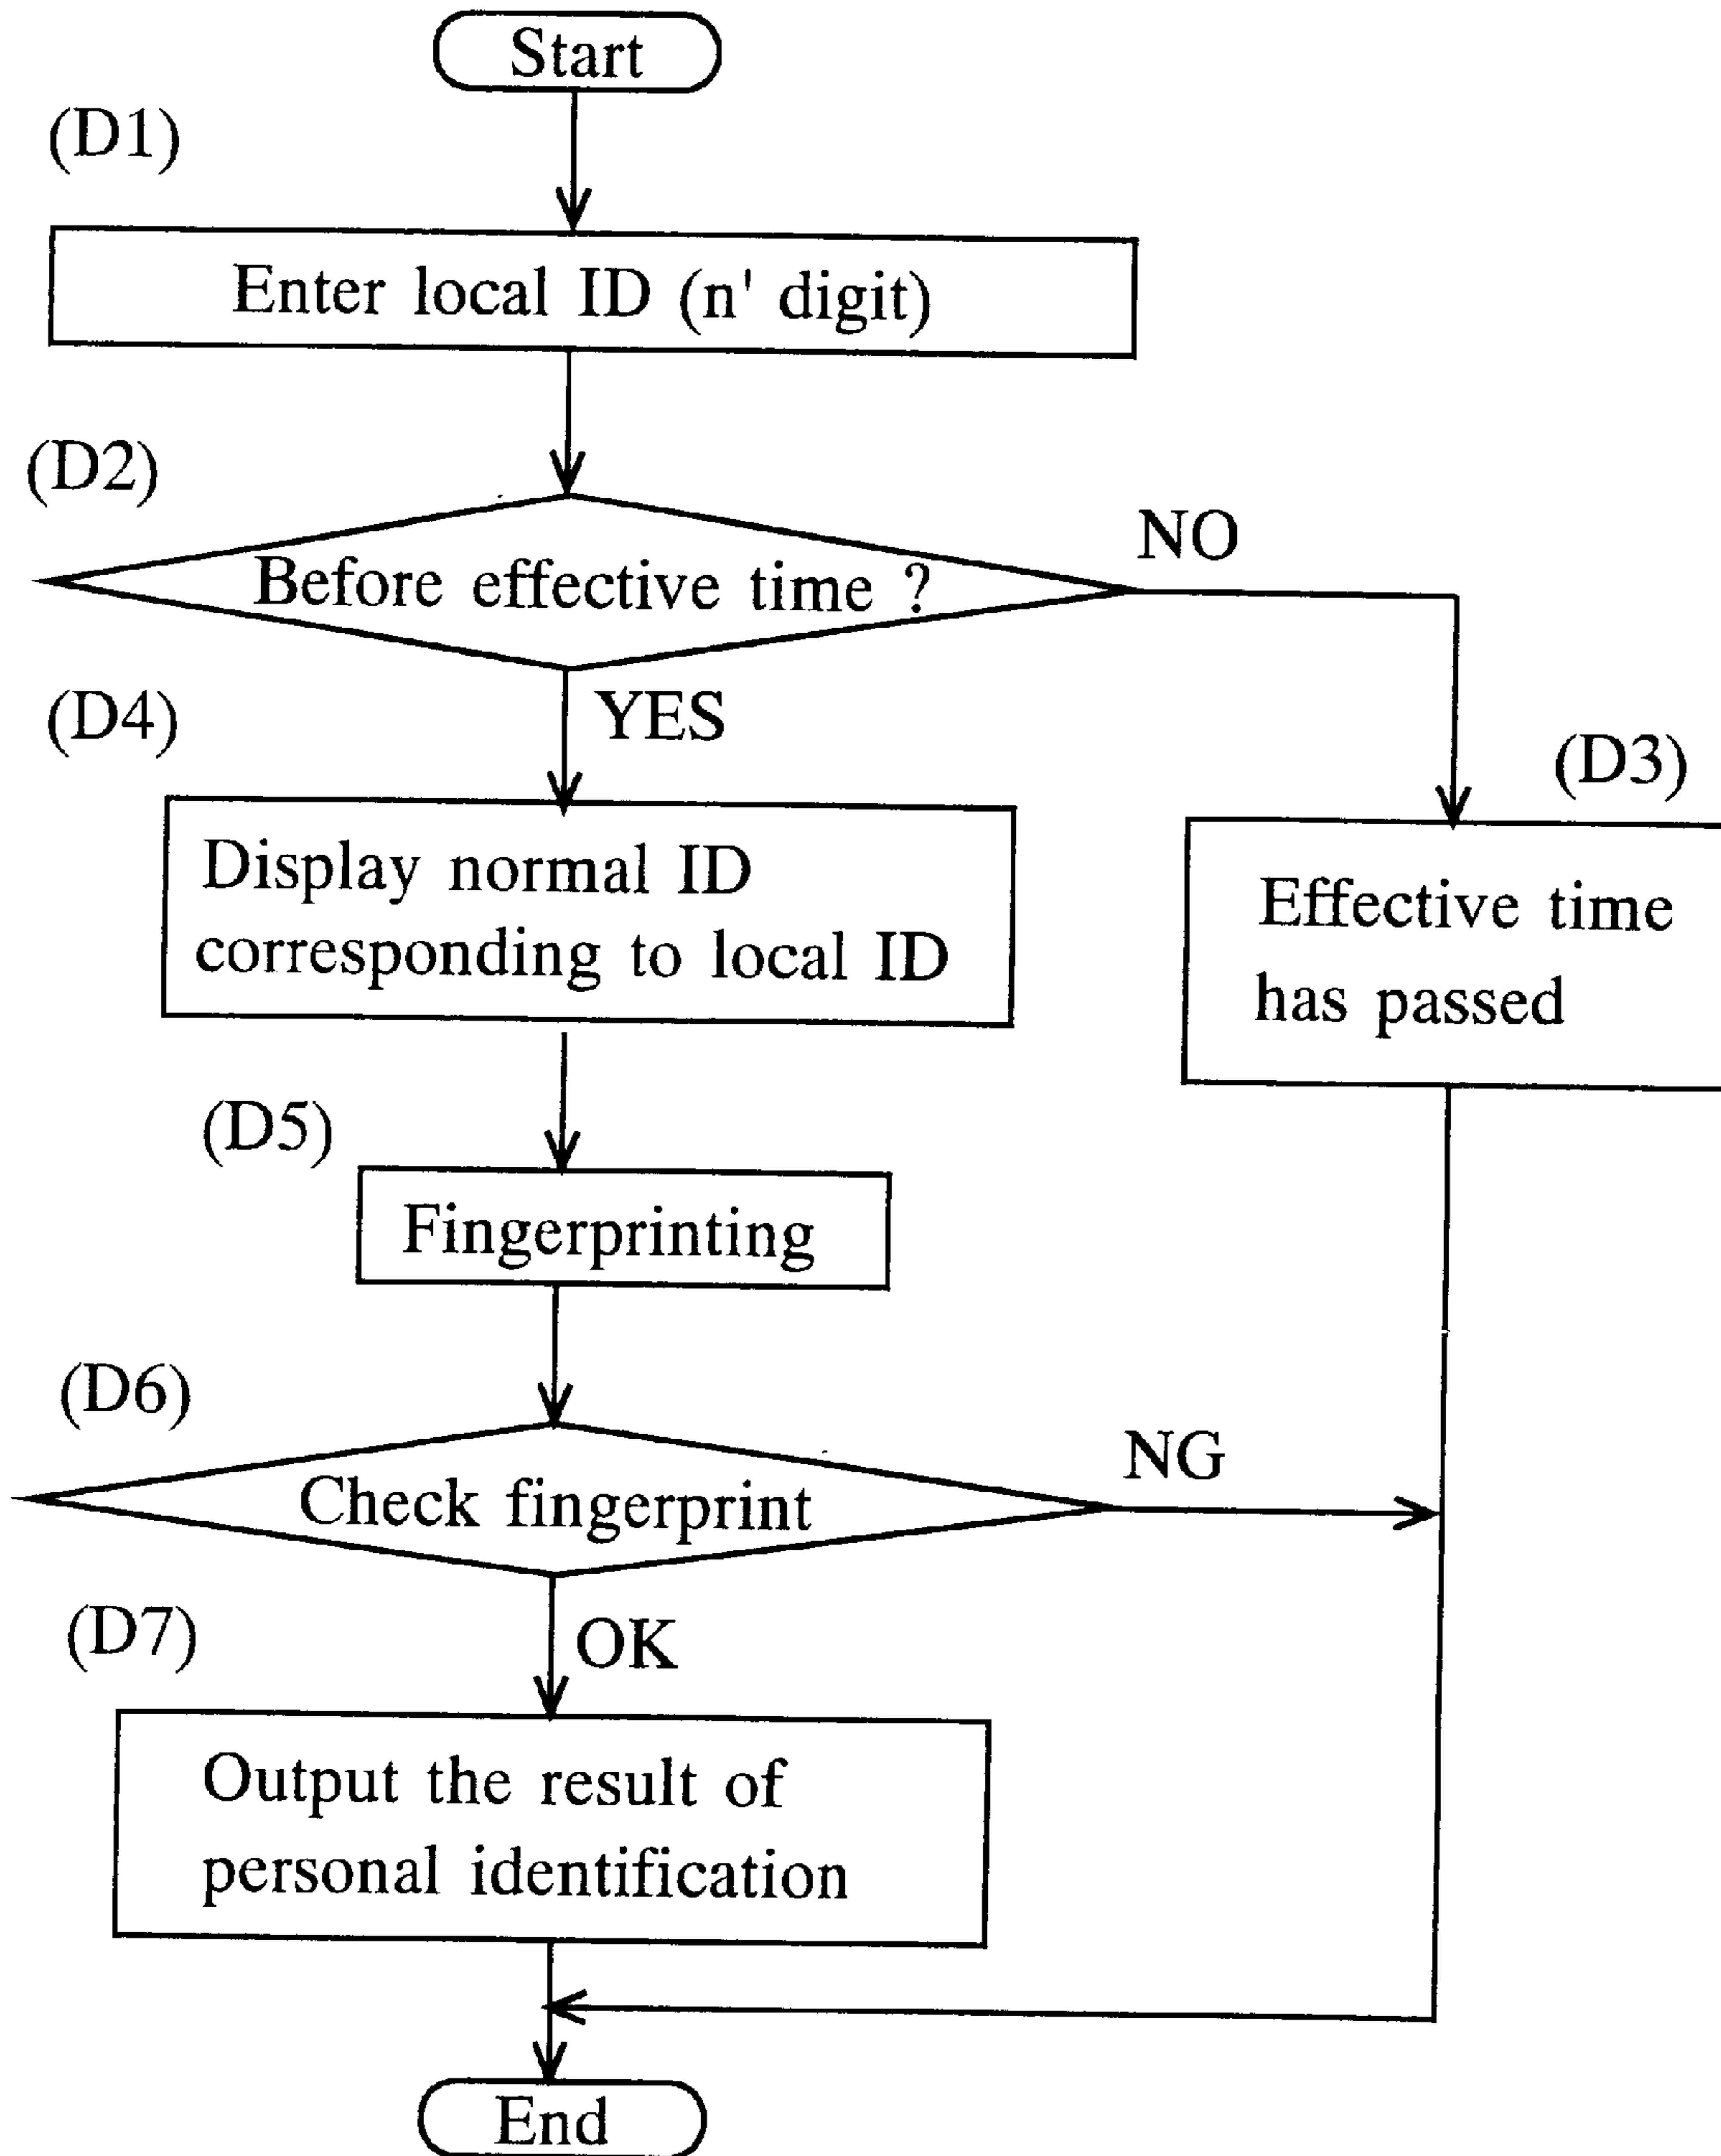 Start
(D1)
Enter local ID (n' digit)
(D2)
Before effective time ?
NO
(D4)
YES
(D3)
Display normal ID
corresponding to local ID
Effective time
has passed
(D5)
Fingerprinting
(D6)
Check fingerprint
NG
(D7)
OK
Output the result of
personal identification
End